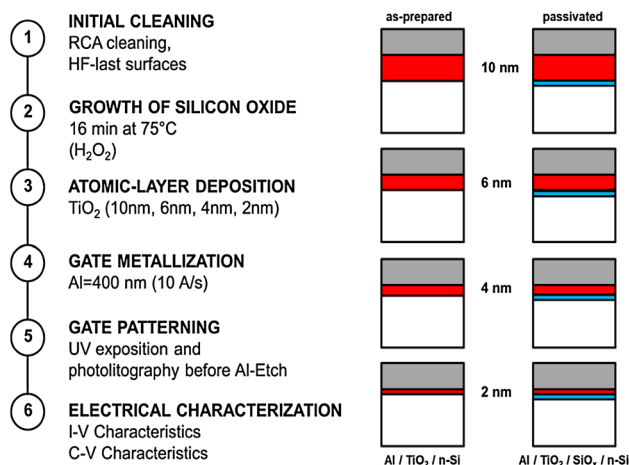 1
INITIAL CLEANING
RCA cleaning,
HF-last surfaces
2
GROWTH OF SILICON OXIDE
16 min at 75°C
(H₂O₂)
3
ATOMIC-LAYER DEPOSITION
TiO₂ (10nm, 6nm, 4nm, 2nm)
4
GATE METALLIZATION
Al=400 nm (10 A/s)
5
GATE PATTERNING
UV exposition and
photolitography before Al-Etch
6
ELECTRICAL CHARACTERIZATION
I-V Characteristics
C-V Characteristics
as-prepared
passivated
10 nm
6 nm
4 nm
2 nm
Al / TiO₂ / n-Si
Al / TiO₂ / SiOₓ / n-Si